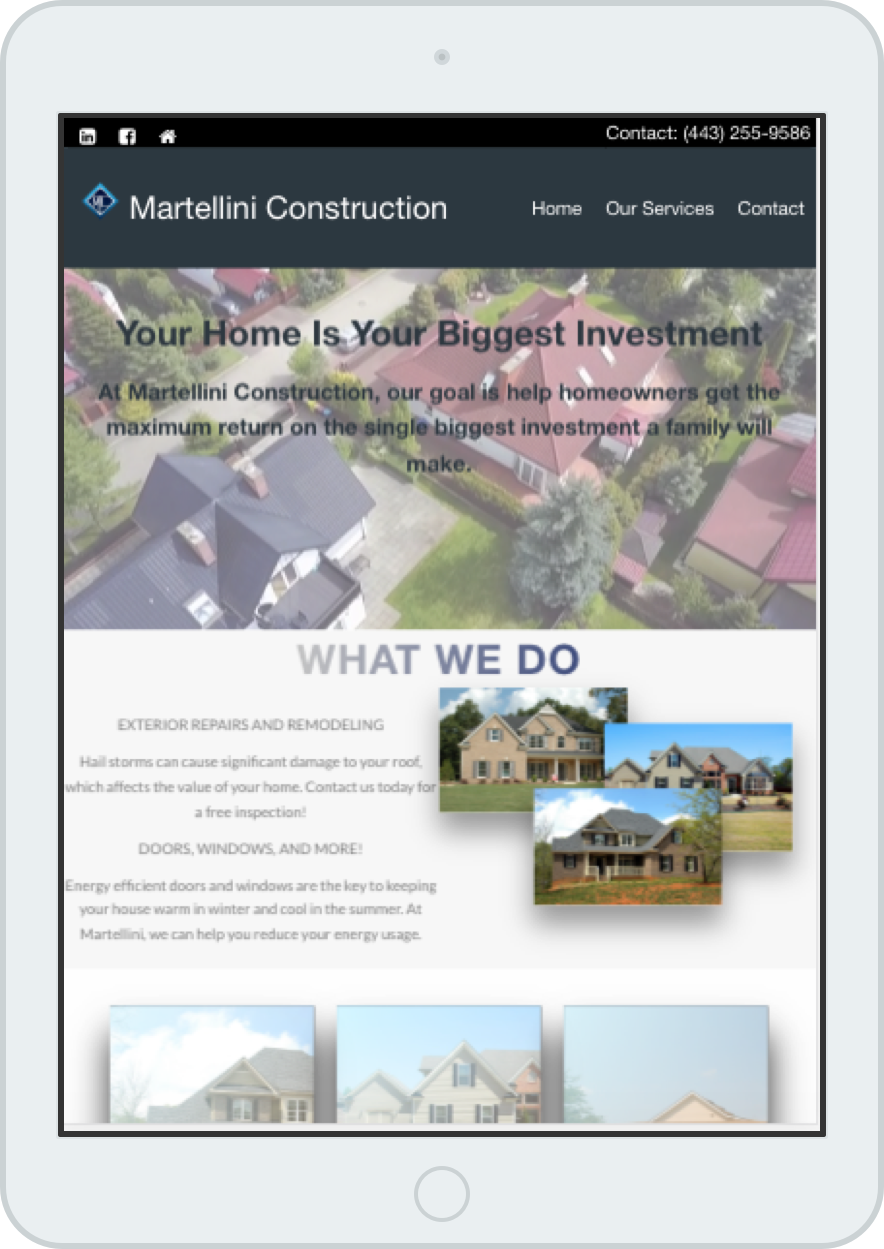 Contact: (443) 255-9586
Martellini Construction
Home Our Services Contact
Your Home Is Your Biggest Investment
At Martellini Construction, our goal is help homeowners get the
maximum return on the single biggest investment a family will
make.
WHAT WE DO
EXTERIOR REPAIRS AND REMODELING
Hail storms can cause significant damage to your roof,
which affects the value of your home. Contact us today for
a free inspection!
DOORS, WINDOWS, AND MORE!
Energy efficient doors and windows are the key to keeping
your house warm in winter and cool in the summer. At
Martellini, we can help you reduce your energy usage.